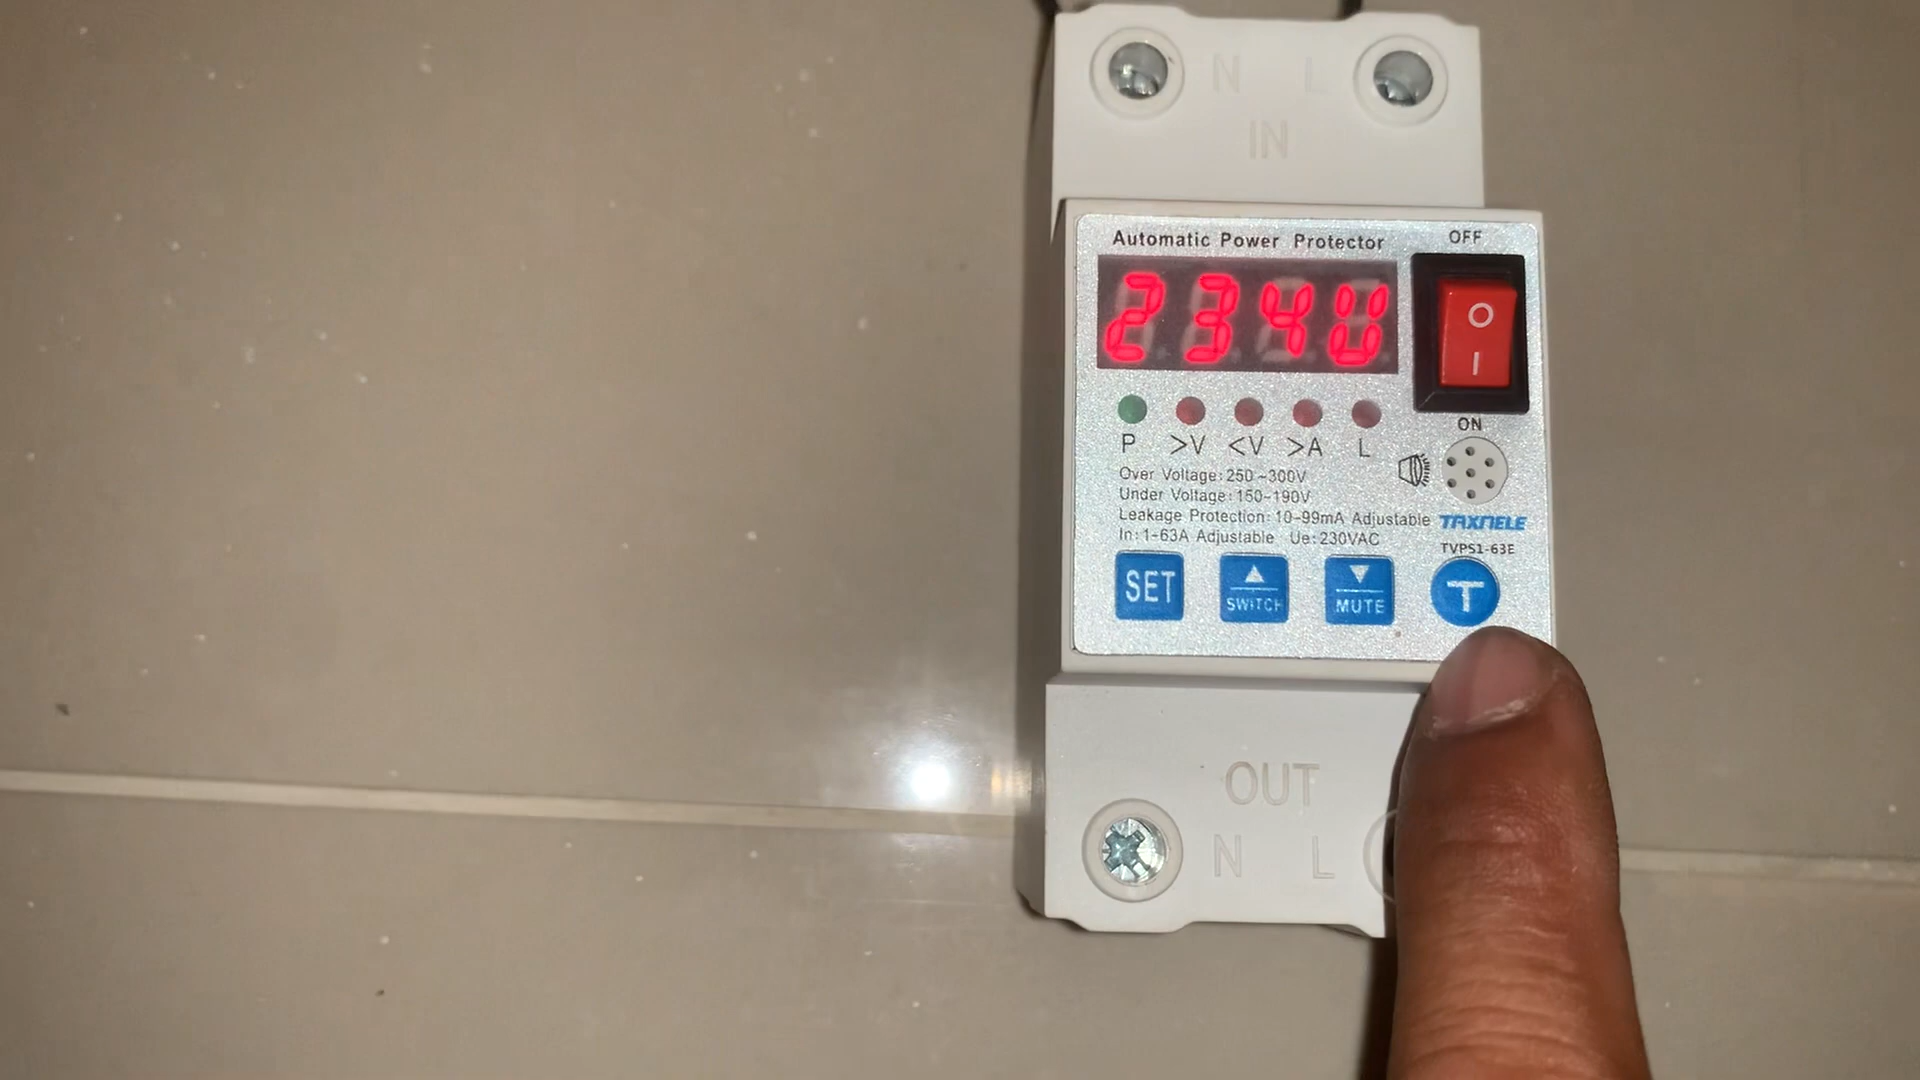 N L
IN
Automatic Power Protector
OFF
234U
O
I
ON
P >V <V >A L
Over Voltage:250~300V
Under Voltage:150~190V
Leakage Protection:10-99mA Adjustable
In:1-63A Adjustable Ue:230VAC
TAXNELE
TVPS1-63E
SET
SWITCH
MUTE
T
OUT
N L